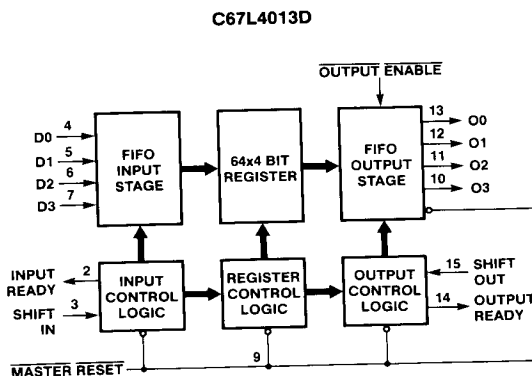 C67L4013D
OUTPUT ENABLE
D0 4
D1 5
D2 6
D3 7
FIFO
INPUT
STAGE
64x4 BIT
REGISTER
FIFO
OUTPUT
STAGE
13 O0
12 O1
11 O2
10 O3
INPUT
READY
2
SHIFT
IN
3
INPUT
CONTROL
LOGIC
REGISTER
CONTROL
LOGIC
OUTPUT
CONTROL
LOGIC
15 SHIFT
OUT
14 OUTPUT
READY
MASTER RESET
9